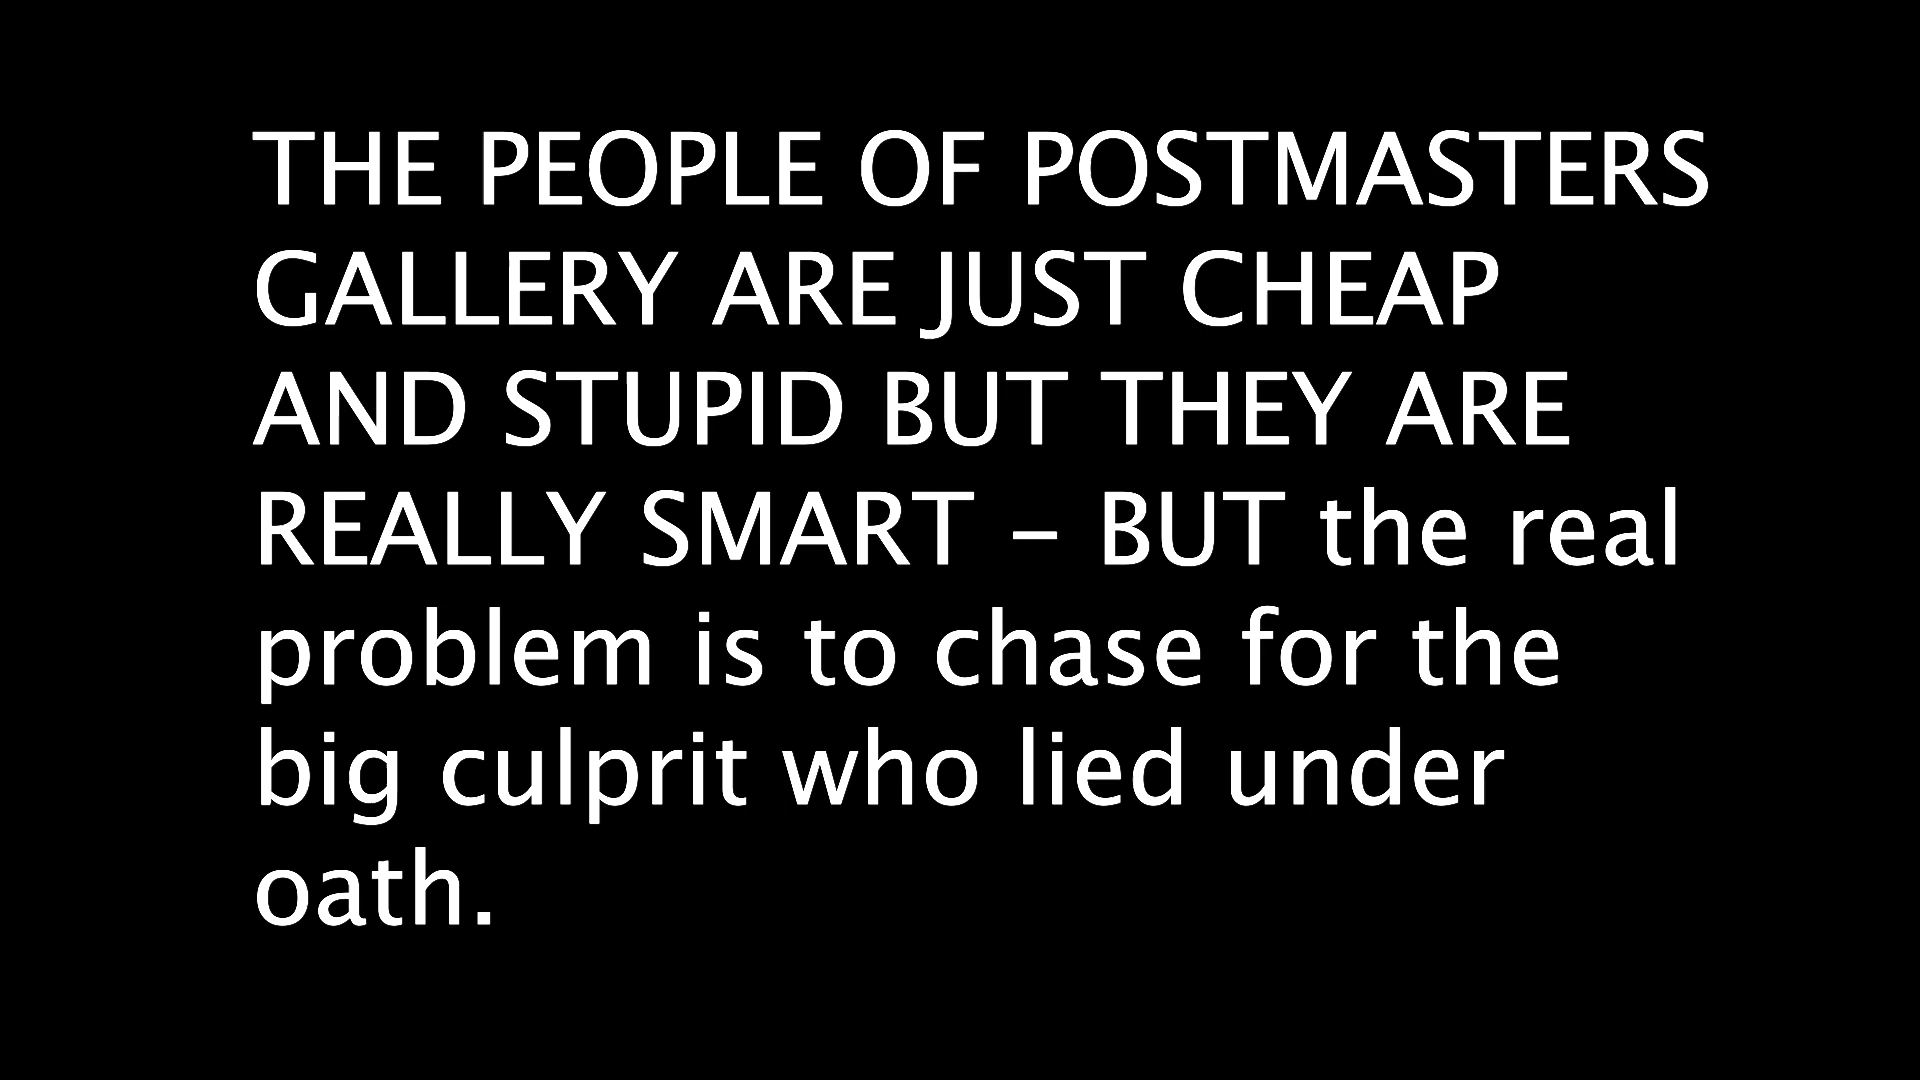 THE PEOPLE OF POSTMASTERS
GALLERY ARE JUST CHEAP
AND STUPID BUT THEY ARE
REALLY SMART – BUT the real
problem is to chase for the
big culprit who lied under
oath.